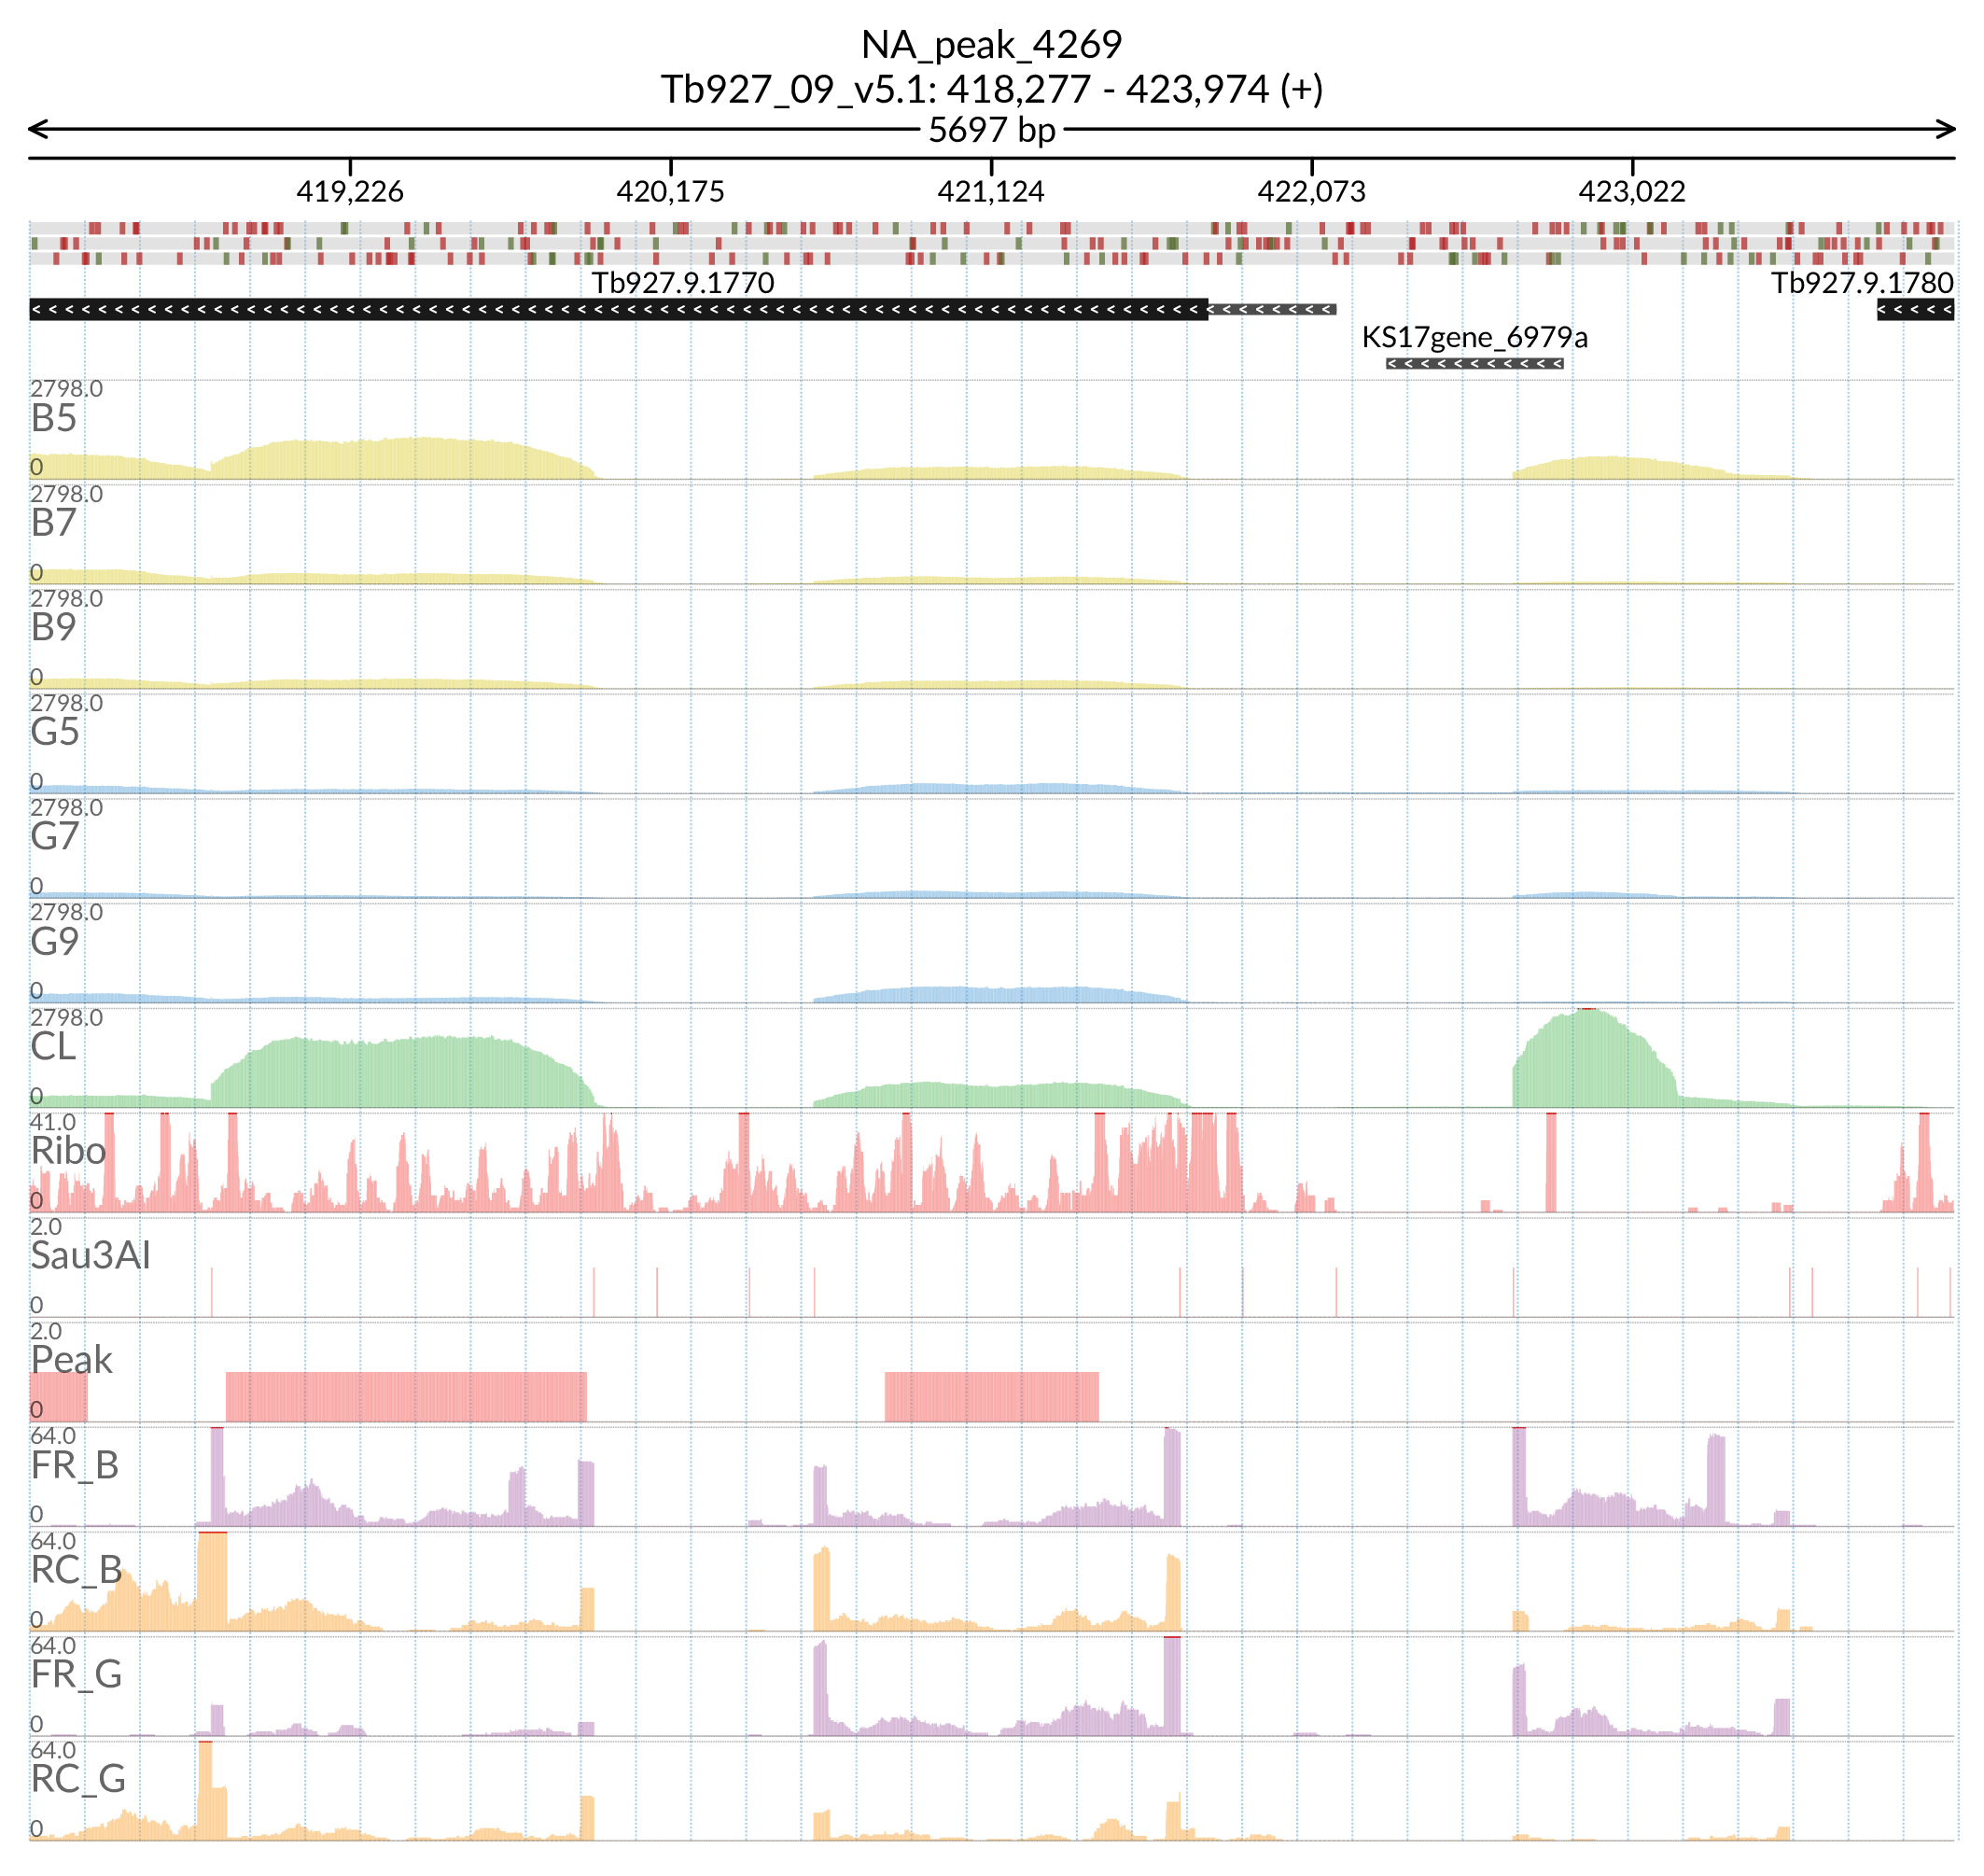 NA_peak_4269
Tb927_09_v5.1: 418,277 - 423,974 (+)
5697 bp
419,226 420,175 421,124 422,073 423,022
Tb927.9.1770 Tb927.9.1780
KS17gene_6979a
2798.0
B5
0
2798.0
B7
0
2798.0
B9
0
2798.0
G5
0
2798.0
G7
0
2798.0
G9
0
2798.0
CL
0
41.0
Ribo
0
2.0
Sau3AI
0
2.0
Peak
0
64.0
FR_B
0
64.0
RC_B
0
64.0
FR_G
0
64.0
RC_G
0